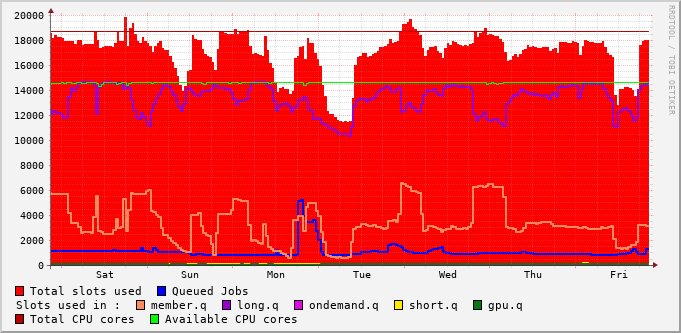 20000
18000
16000
14000
12000
10000
8000
6000
4000
2000
0
Sat Sun Mon Tue Wed Thu Fri
RRDTOOL / TOBI OETIKER
Total slots used Queued Jobs
Slots used in : member.q long.q ondemand.q short.q gpu.q
Total CPU cores Available CPU cores